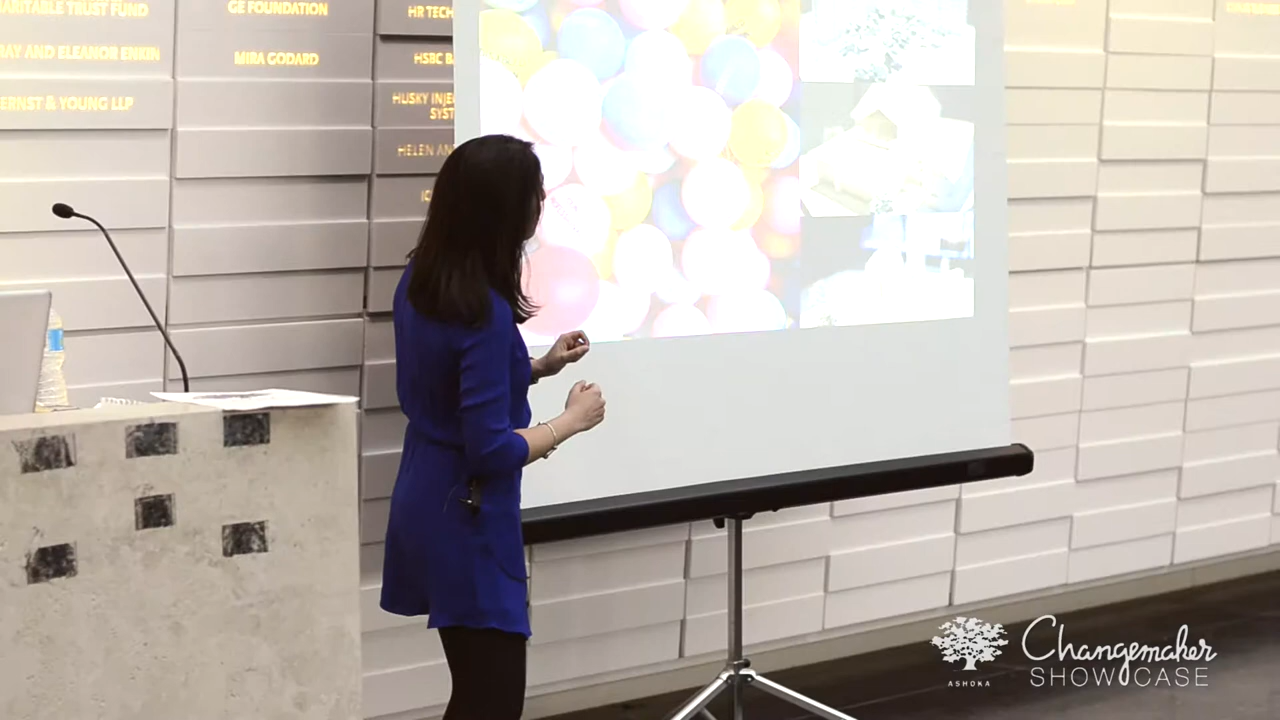 ARITABLE TRUST FUND
RAY AND ELEANOR ENKIN
ERNST & YOUNG LLP
GE FOUNDATION
MIRA GODARD
HR TECH
HSBC B
HUSKY INJE
SYST
HELEN AN
ASHOKA
Changemaker
SHOWCASE